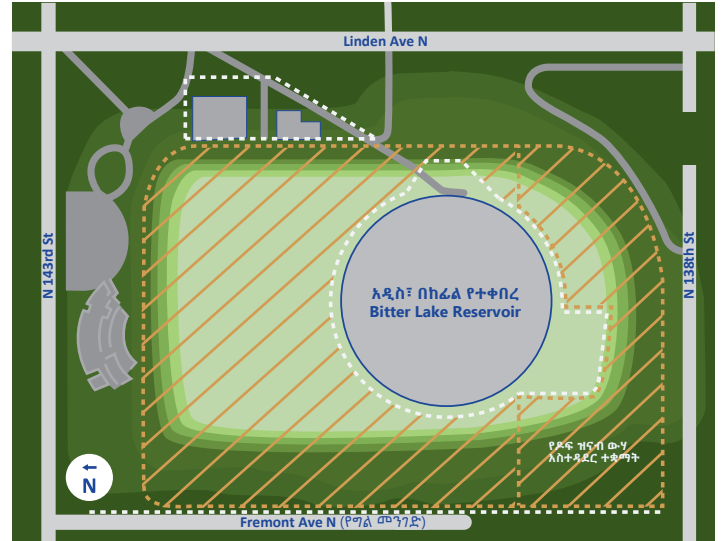 Linden Ave N
N 143rd St
N 138th St
አዲስ፣ በከፊል የተቀበረ
Bitter Lake Reservoir
የዶፍ ዝናብ ውሃ
አስተዳደር ተቋማት
N
Fremont Ave N (የግል መንገድ)